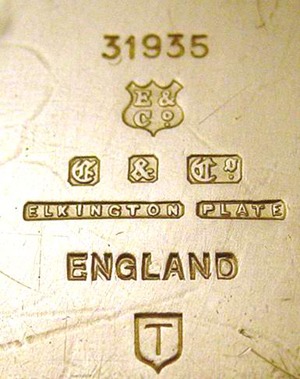 31935
E &
Co
E & Co
ELKINGTON PLATE
ENGLAND
T